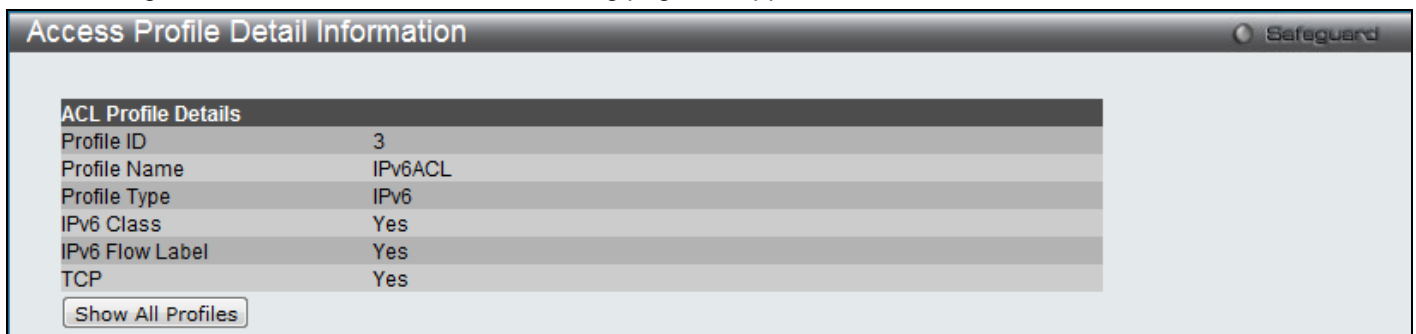 Access Profile Detail Information Safeguard
ACL Profile Details
Profile ID 3
Profile Name IPv6ACL
Profile Type IPv6
IPv6 Class Yes
IPv6 Flow Label Yes
TCP Yes
Show All Profiles